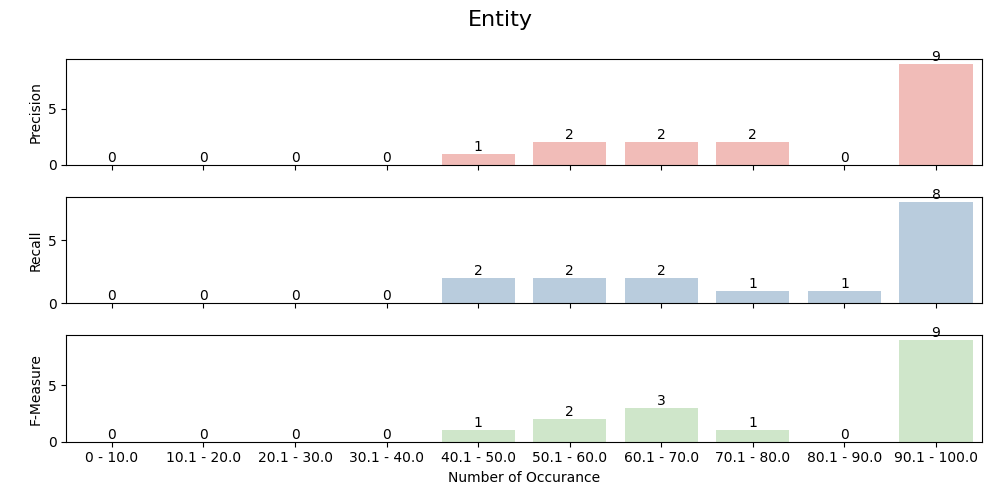 Entity
Precision
5
0
0 0 0 0 1 2 2 2 0 9
Recall
5
0
0 0 0 0 2 2 2 1 1 8
F-Measure
5
0
0 0 0 0 1 2 3 1 0 9
0 - 10.0 10.1 - 20.0 20.1 - 30.0 30.1 - 40.0 40.1 - 50.0 50.1 - 60.0 60.1 - 70.0 70.1 - 80.0 80.1 - 90.0 90.1 - 100.0
Number of Occurance